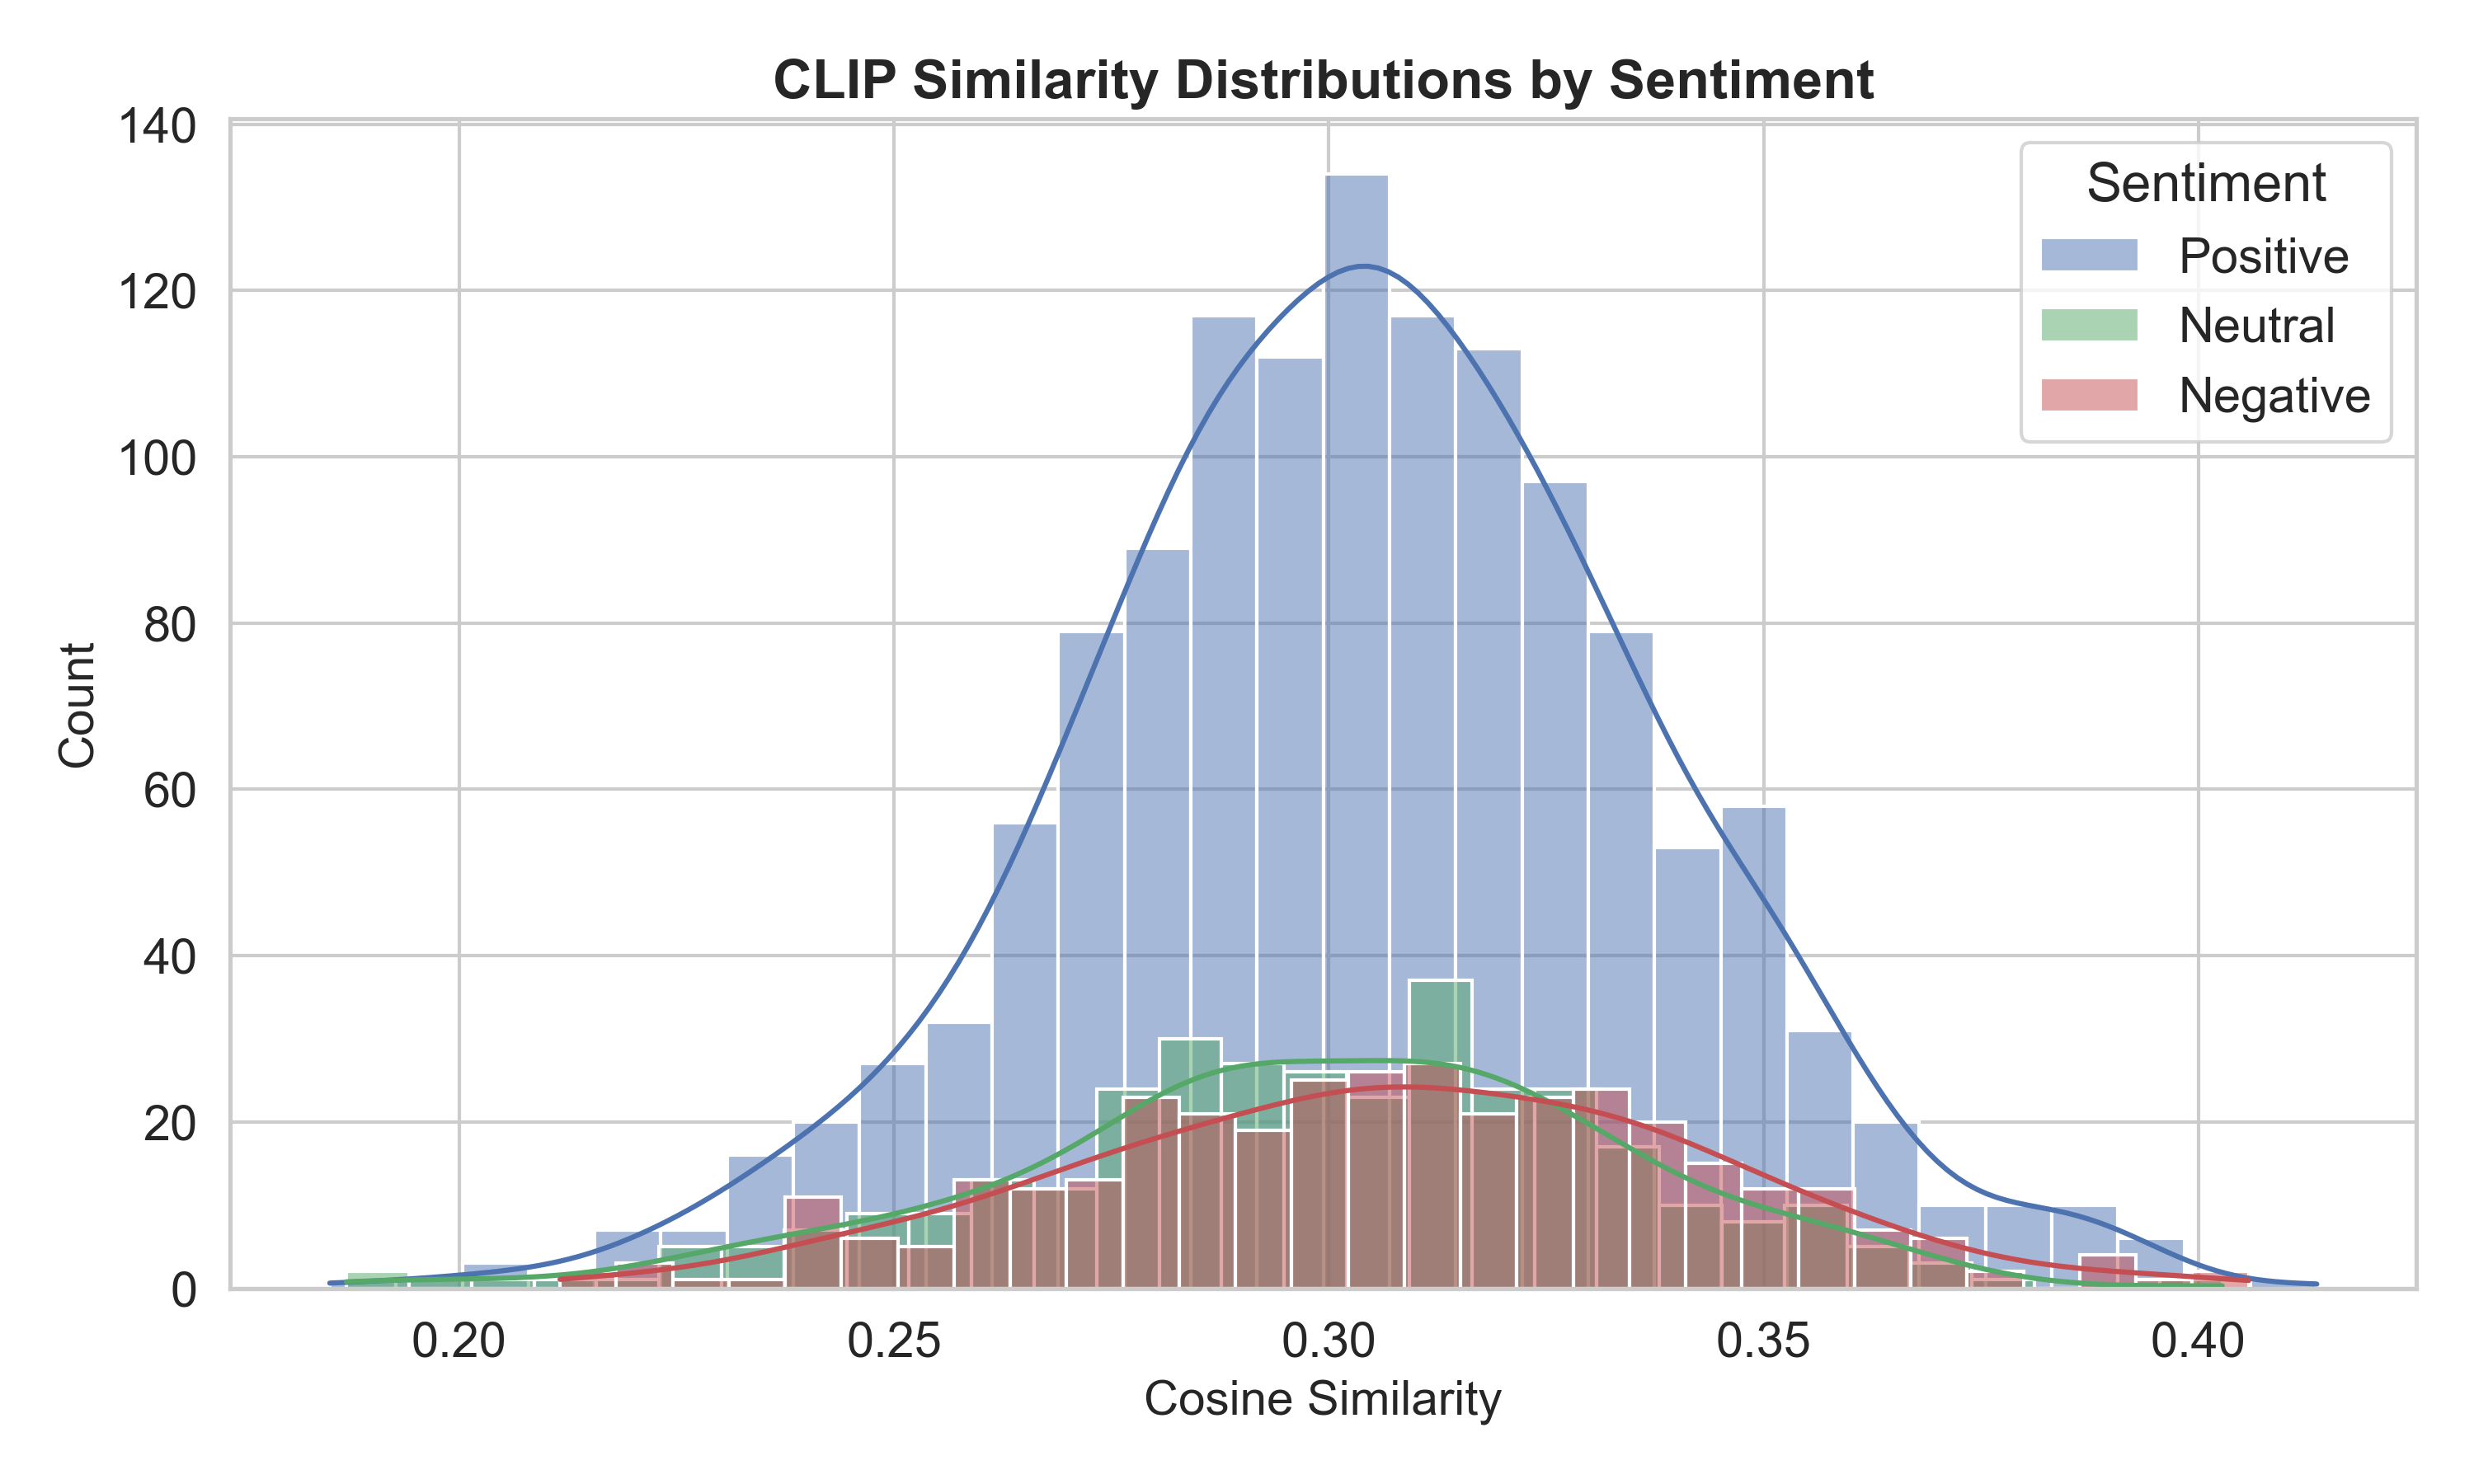 CLIP Similarity Distributions by Sentiment
140
120
100
80
60
40
20
0
Count
0.20 0.25 0.30 0.35 0.40
Cosine Similarity
Sentiment
Positive
Neutral
Negative